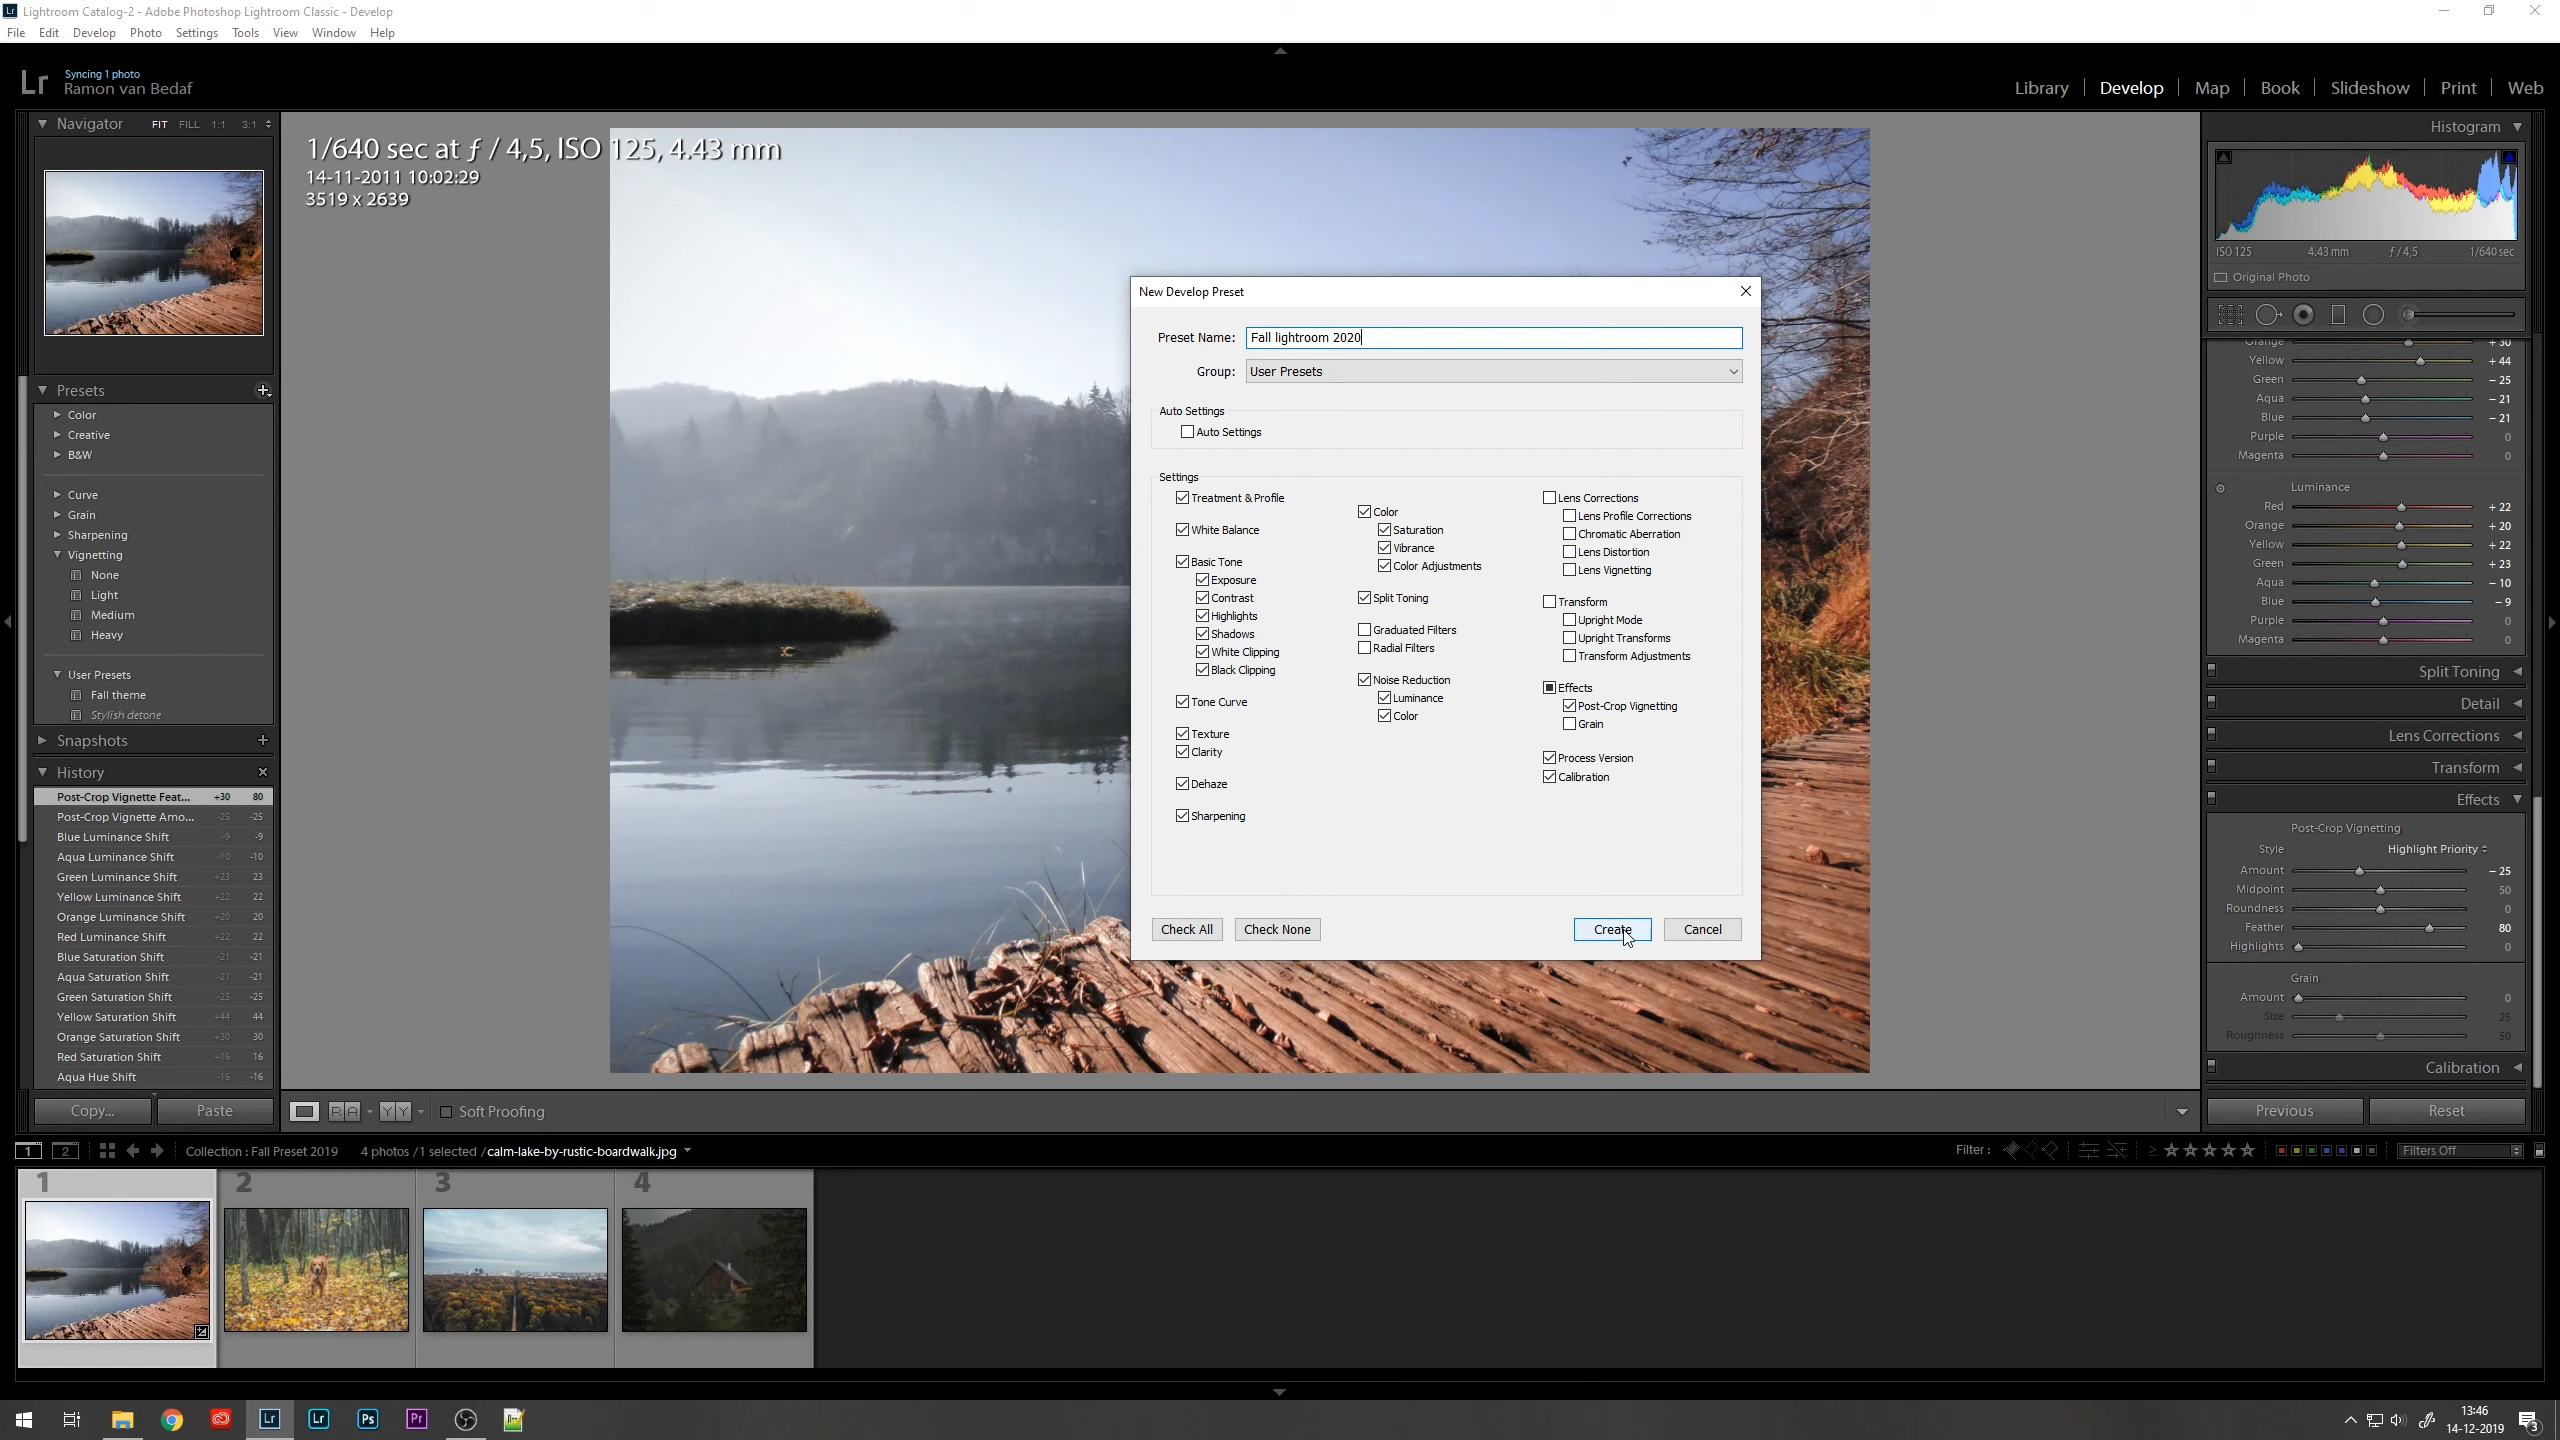 Lr Lightroom Catalog-2 - Adobe Photoshop Lightroom Classic - Develop
File Edit Develop Photo Settings Tools View Window Help
Lr Syncing 1 photo
Ramon van Bedaf
Library Develop Map Book Slideshow Print Web
Navigator FIT FILL 1:1 3:1
1/640 sec at ƒ / 4,5, ISO 125, 4.43 mm
14-11-2011 10:02:29
3519 x 2639
Presets +
Color
Creative
B&W
Curve
Grain
Sharpening
Vignetting
None
Light
Medium
Heavy
User Presets
Fall theme
Stylish detone
Snapshots +
History ×
Post-Crop Vignette Feat... +30 80
Post-Crop Vignette Amo... -25 -25
Blue Luminance Shift -9 -9
Aqua Luminance Shift -10 -10
Green Luminance Shift +23 23
Yellow Luminance Shift +22 22
Orange Luminance Shift +20 20
Red Luminance Shift +22 22
Blue Saturation Shift -21 -21
Aqua Saturation Shift -21 -21
Green Saturation Shift -25 -25
Yellow Saturation Shift +44 44
Orange Saturation Shift +30 30
Red Saturation Shift +16 16
Aqua Hue Shift -16 -16
Copy... Paste
New Develop Preset
Preset Name: Fall lightroom 2020
Group: User Presets
Auto Settings
Auto Settings
Settings
Treatment & Profile
White Balance
Basic Tone
Exposure
Contrast
Highlights
Shadows
White Clipping
Black Clipping
Tone Curve
Texture
Clarity
Dehaze
Sharpening
Color
Saturation
Vibrance
Color Adjustments
Split Toning
Graduated Filters
Radial Filters
Noise Reduction
Luminance
Color
Lens Corrections
Lens Profile Corrections
Chromatic Aberration
Lens Distortion
Lens Vignetting
Transform
Upright Mode
Upright Transforms
Transform Adjustments
Effects
Post-Crop Vignetting
Grain
Process Version
Calibration
Check All Check None Create Cancel
Histogram
ISO 125 4.43 mm ƒ / 4,5 1/640 sec
Original Photo
Orange + 30
Yellow + 44
Green - 25
Aqua - 21
Blue - 21
Purple 0
Magenta 0
Luminance
Red + 22
Orange + 20
Yellow + 22
Green + 23
Aqua - 10
Blue - 9
Purple 0
Magenta 0
Split Toning
Detail
Lens Corrections
Transform
Effects
Post-Crop Vignetting
Style Highlight Priority
Amount - 25
Midpoint 50
Roundness 0
Feather 80
Highlights 0
Grain
Amount 0
Size 25
Roughness 50
Calibration
Previous Reset
R A Y Y Soft Proofing
1 2 Collection : Fall Preset 2019 4 photos /1 selected /calm-lake-by-rustic-boardwalk.jpg
Filter : ≥ Filters Off
1 2 3 4
Lr Lr Ps Pr
13:46
14-12-2019 3